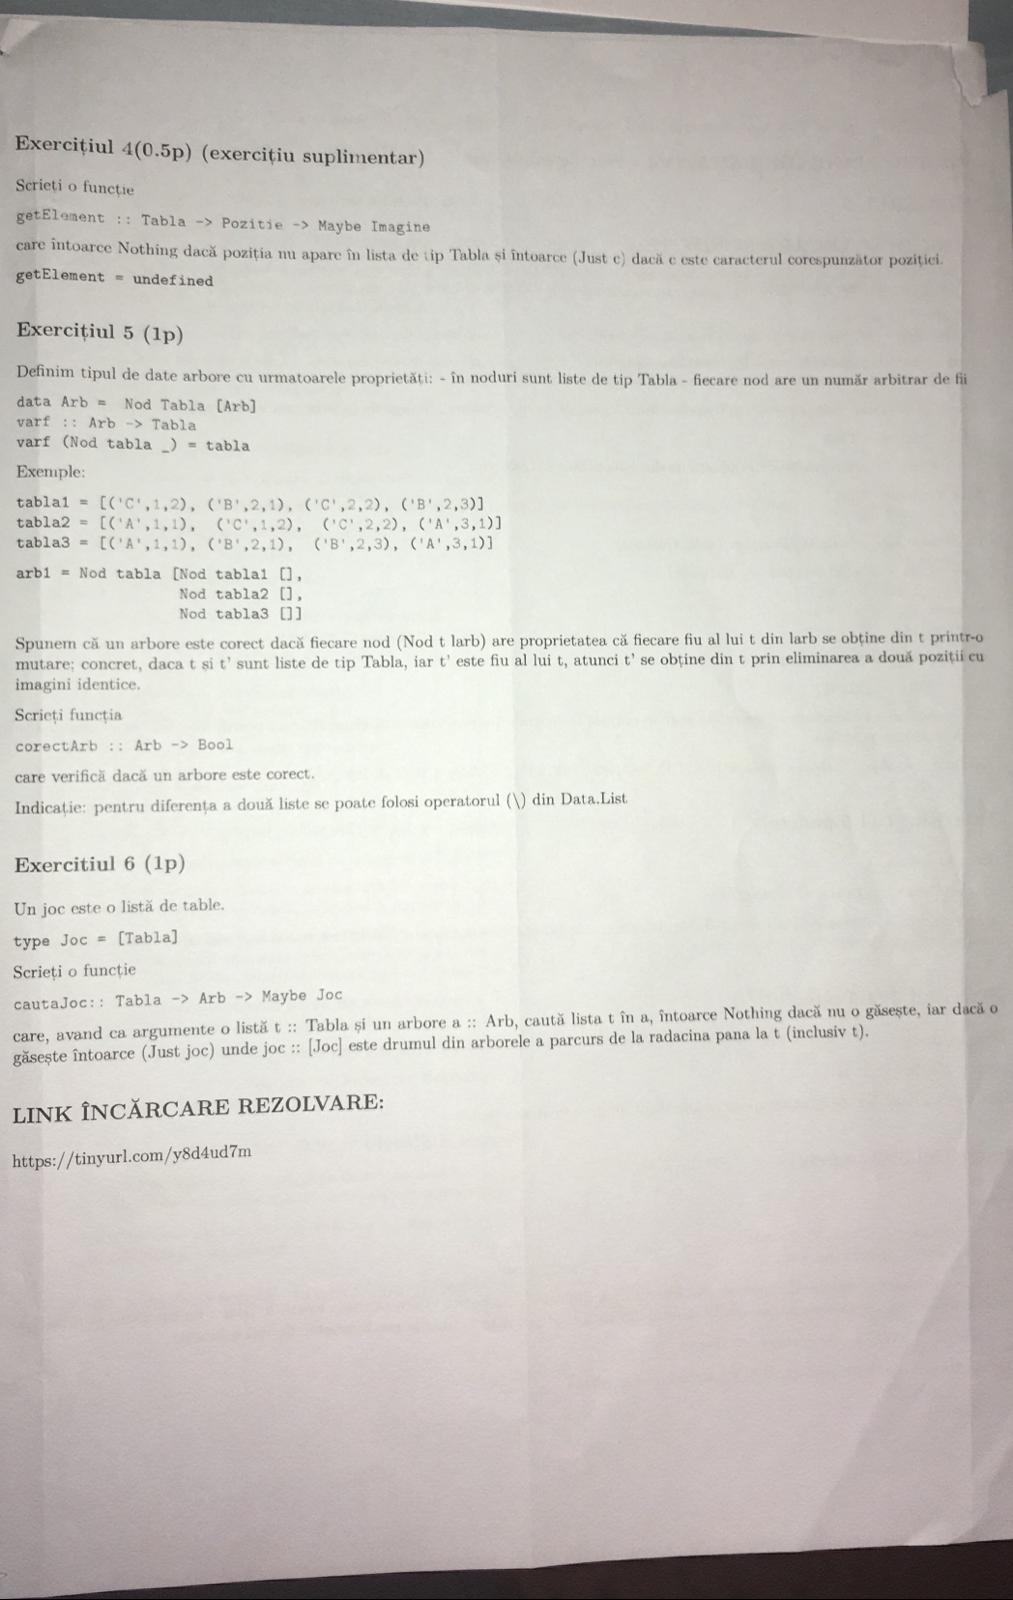 Exercițiul 4(0.5p) (exercițiu suplimentar)
Scrieți o funcție
getElement :: Tabla -> Pozitie -> Maybe Imagine
care întoarce Nothing dacă poziția nu apare în lista de tip Tabla și întoarce (Just c) dacă c este caracterul corespunzător poziției.
getElement = undefined
Exercițiul 5 (1p)
Definim tipul de date arbore cu urmatoarele proprietăți: - în noduri sunt liste de tip Tabla - fiecare nod are un număr arbitrar de fii
data Arb = Nod Tabla [Arb]
varf :: Arb -> Tabla
varf (Nod tabla _) = tabla
Exemple:
tabla1 = [('C',1,2), ('B',2,1), ('C',2,2), ('B',2,3)]
tabla2 = [('A',1,1), ('C',1,2), ('C',2,2), ('A',3,1)]
tabla3 = [('A',1,1), ('B',2,1), ('B',2,3), ('A',3,1)]
arb1 = Nod tabla [Nod tabla1 [],
Nod tabla2 [],
Nod tabla3 []]
Spunem că un arbore este corect dacă fiecare nod (Nod t larb) are proprietatea că fiecare fiu al lui t din larb se obține din t printr-o
mutare; concret, daca t și t' sunt liste de tip Tabla, iar t' este fiu al lui t, atunci t' se obține din t prin eliminarea a două poziții cu
imagini identice.
Scrieți funcția
corectArb :: Arb -> Bool
care verifică dacă un arbore este corect.
Indicație: pentru diferența a două liste se poate folosi operatorul (\) din Data.List
Exercitiul 6 (1p)
Un joc este o listă de table.
type Joc = [Tabla]
Scrieți o funcție
cautaJoc:: Tabla -> Arb -> Maybe Joc
care, avand ca argumente o listă t :: Tabla și un arbore a :: Arb, caută lista t în a, întoarce Nothing dacă nu o găsește, iar dacă o
găsește întoarce (Just joc) unde joc :: [Joc] este drumul din arborele a parcurs de la radacina pana la t (inclusiv t).
LINK ÎNCĂRCARE REZOLVARE:
https://tinyurl.com/y8d4ud7m